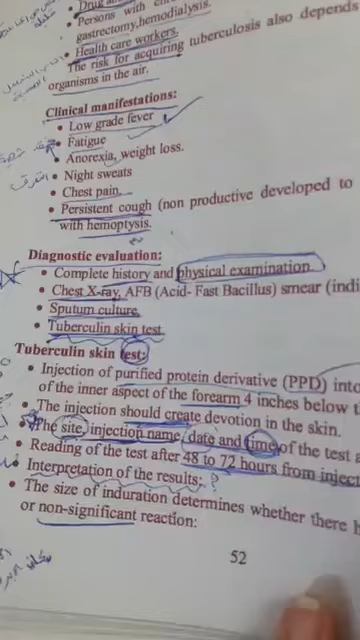 • Drug
• Persons with
gastrectomy, hemodialysis.
• Health care workers.
The risk for acquiring tuberculosis also depends
organisms in the air.
Clinical manifestations:
• Low grade fever
• Fatigue
• Anorexia, weight loss.
• Night sweats
• Chest pain.
• Persistent cough (non productive developed to
with hemoptysis.
Diagnostic evaluation:
• Complete history and physical examination.
• Chest X-ray, AFB (Acid- Fast Bacillus) smear (indi
• Sputum culture.
• Tuberculin skin test
Tuberculin skin test:
• Injection of purified protein derivative (PPD) into
of the inner aspect of the forearm 4 inches below
• The injection should create devotion in the skin.
• The site, injection name, date and time of the test
• Reading of the test after 48 to 72 hours from inject
• Interpretation of the results: ?
• The size of induration determines whether there
or non-significant reaction:
52